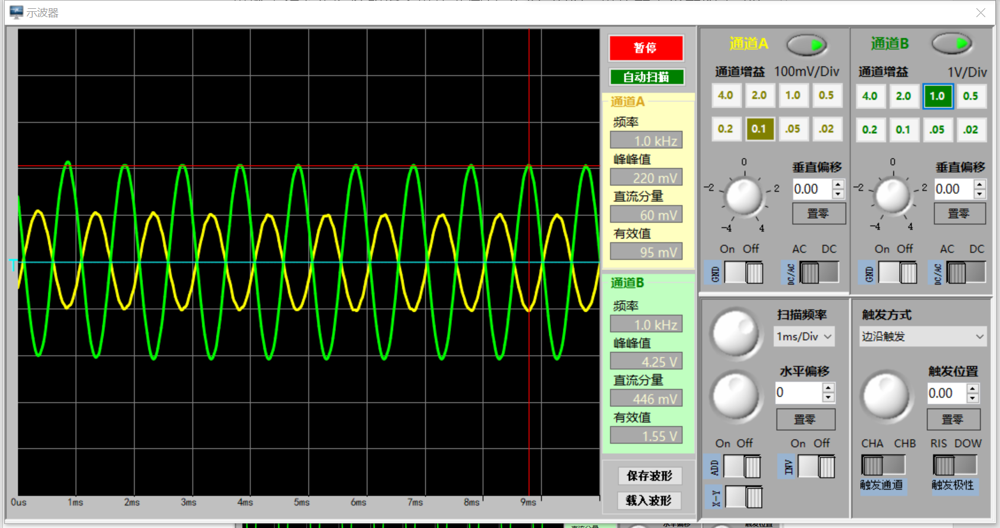 示波器
T
0us 1ms 2ms 3ms 4ms 5ms 6ms 7ms 8ms 9ms
暂停
自动扫描
通道A
频率
1.0 kHz
峰峰值
220 mV
直流分量
60 mV
有效值
95 mV
通道B
频率
1.0 kHz
峰峰值
4.25 V
直流分量
446 mV
有效值
1.55 V
保存波形
载入波形
通道A
通道增益 100mV/Div
4.0 2.0 1.0 0.5
0.2 0.1 .05 .02
0
-2 2
-4 4
垂直偏移
0.00
置零
On Off AC DC
GND DC/AC
通道B
通道增益 1V/Div
4.0 2.0 1.0 0.5
0.2 0.1 .05 .02
0
-2 2
-4 4
垂直偏移
0.00
置零
On Off AC DC
GND DC/AC
扫描频率
1ms/Div
水平偏移
0
置零
On Off On Off
ADD INV
X-Y
触发方式
边沿触发
触发位置
0.00
置零
CHA CHB RIS DOW
触发通道 触发极性